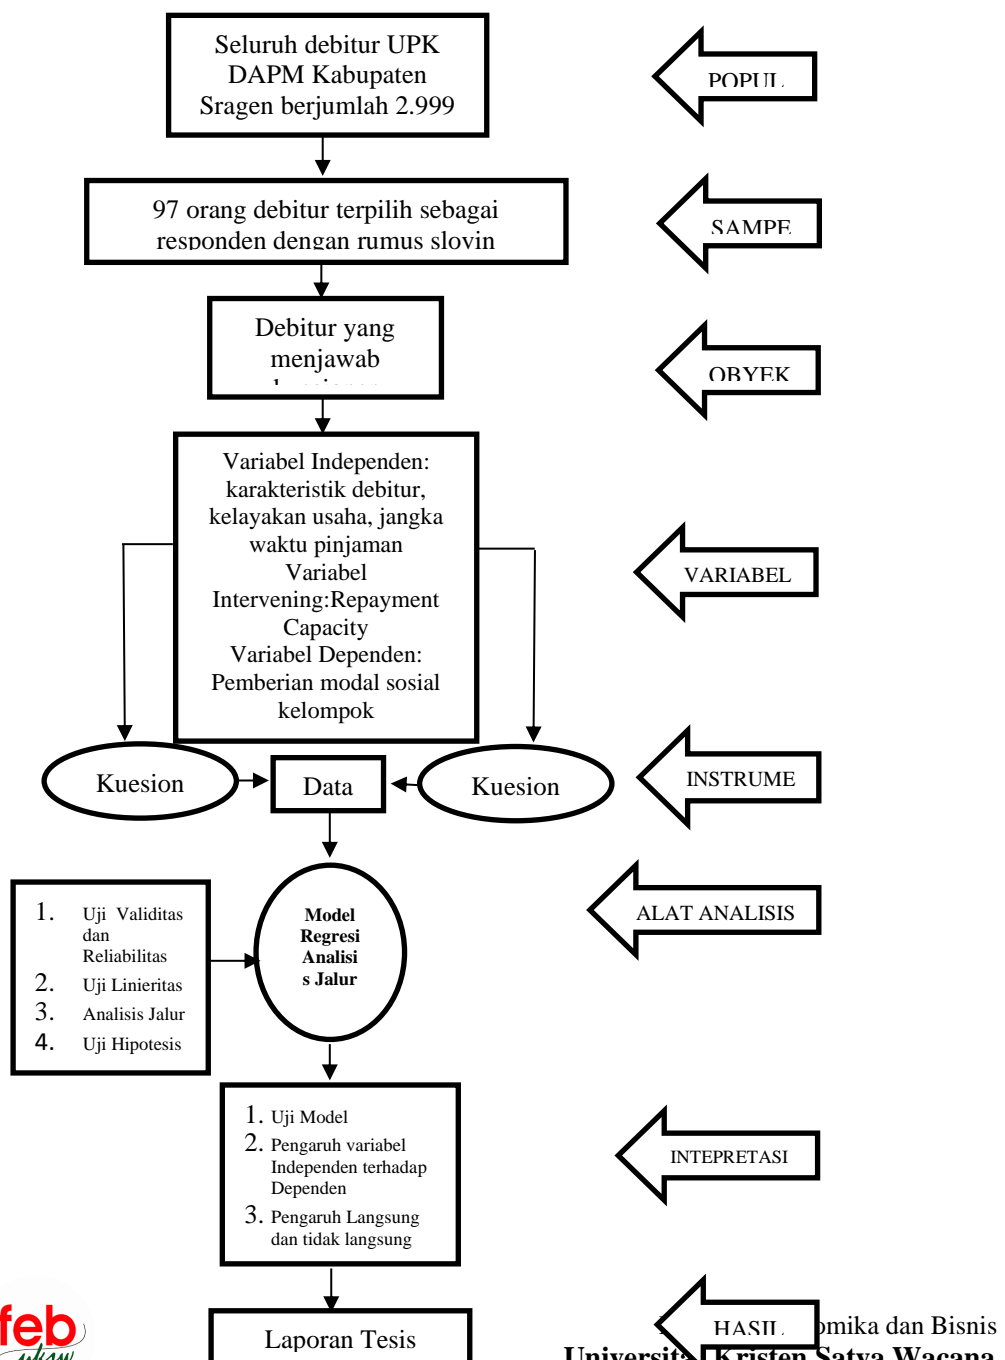 Seluruh debitur UPK
DAPM Kabupaten
Sragen berjumlah 2.999
POPUL
97 orang debitur terpilih sebagai
responden dengan rumus slovin
SAMPE
Debitur yang
menjawab
OBYEK
Variabel Independen:
karakteristik debitur,
kelayakan usaha, jangka
waktu pinjaman
Variabel
Intervening:Repayment
Capacity
Variabel Dependen:
Pemberian modal sosial
kelompok
VARIABEL
Kuesion
Data
Kuesion
INSTRUME
1. Uji Validitas
dan
Reliabilitas
2. Uji Linieritas
3. Analisis Jalur
4. Uji Hipotesis
Model
Regresi
Analisi
s Jalur
ALAT ANALISIS
1. Uji Model
2. Pengaruh variabel
Independen terhadap
Dependen
3. Pengaruh Langsung
dan tidak langsung
INTEPRETASI
Laporan Tesis
HASIL
feb
omika dan Bisnis
Universita Kristen Satya Wacana